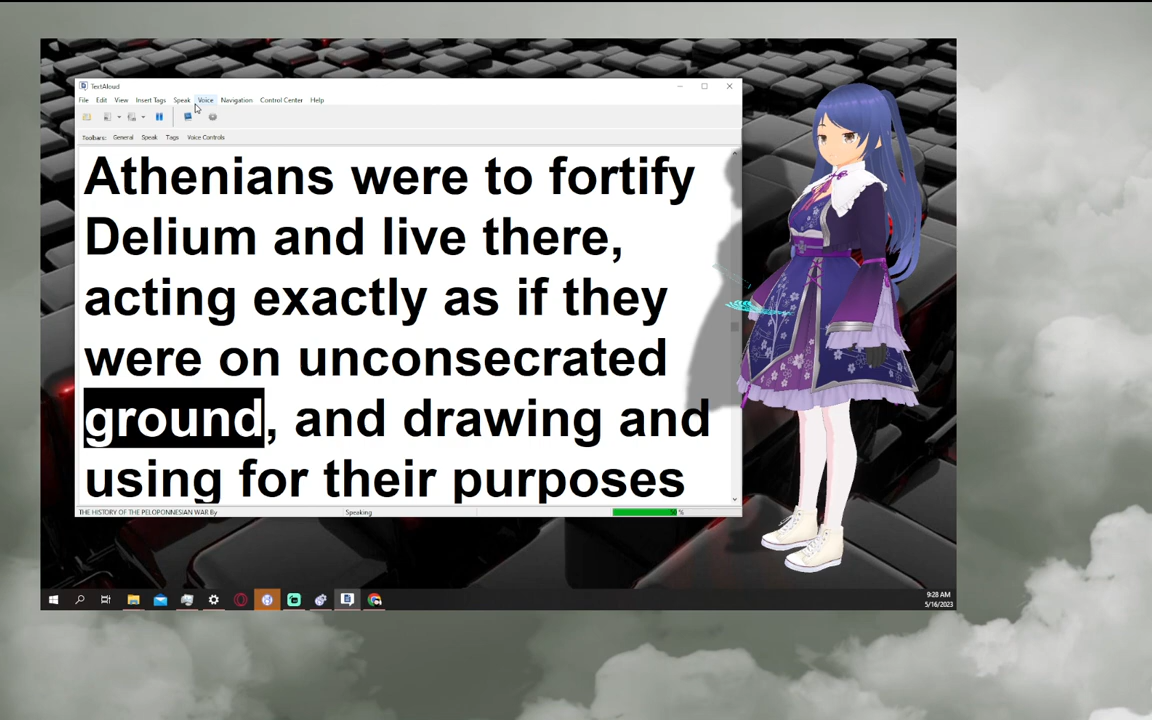 TextAloud
File Edit View Insert Tags Speak Voice Navigation Control Center Help
Toolbars: General Speak Tags Voice Controls
Athenians were to fortify
Delium and live there,
acting exactly as if they
were on unconsecrated
ground, and drawing and
using for their purposes
THE HISTORY OF THE PELOPONNESIAN WAR By Speaking
9:28 AM
5/16/2023